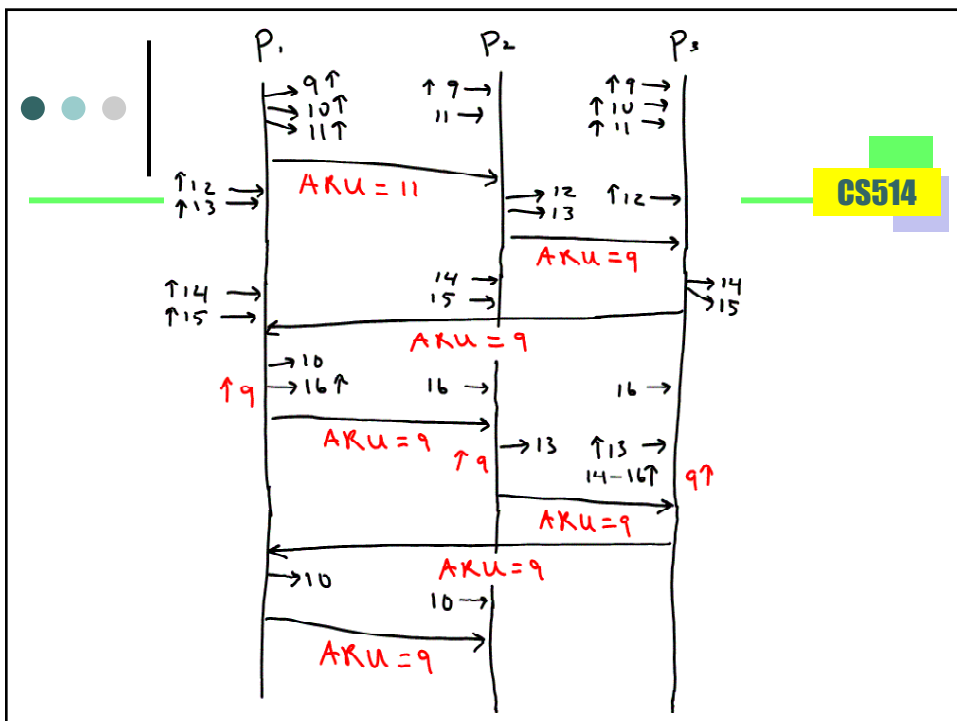 P1 P2 P3
9↑ ↑9 ↑9
10↑ 11 ↑10
11↑ ↑11
ARU = 11
↑12
↑13
12 ↑12
13
CS514
ARU = 9
↑14 14 14
↑15 15 15
ARU = 9
10
↑9 16↑ 16 16
ARU = 9
↑9 13 ↑13
14-16↑ 9↑
ARU = 9
ARU = 9
10
10
ARU = 9